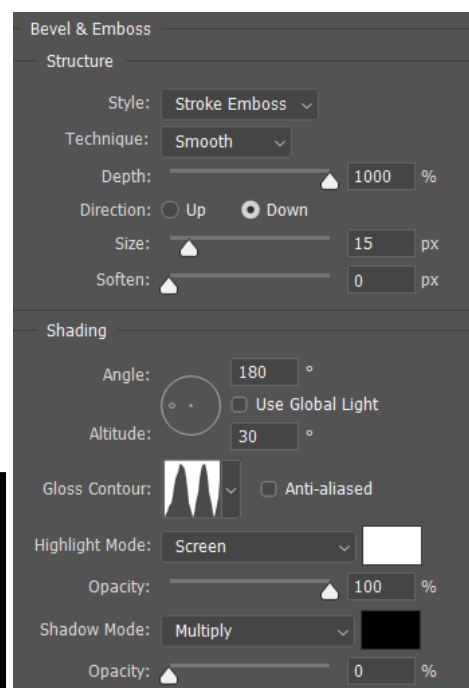 Bevel & Emboss
Structure
Style: Stroke Emboss
Technique: Smooth
Depth: 1000 %
Direction: Up Down
Size: 15 px
Soften: 0 px
Shading
Angle: 180 °
Use Global Light
Altitude: 30 °
Gloss Contour: Anti-aliased
Highlight Mode: Screen
Opacity: 100 %
Shadow Mode: Multiply
Opacity: 0 %